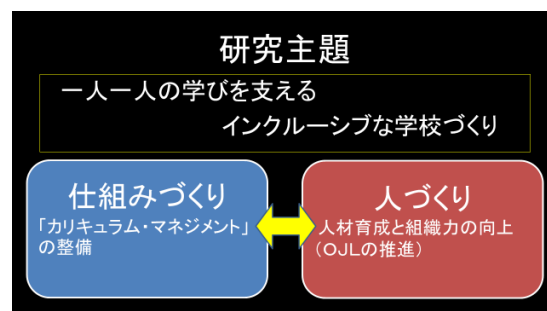 研究主題
一人一人の学びを支える
インクルーシブな学校づくり
仕組みづくり
「カリキュラム・マネジメント」
の整備
人づくり
人材育成と組織力の向上
（OJLの推進）